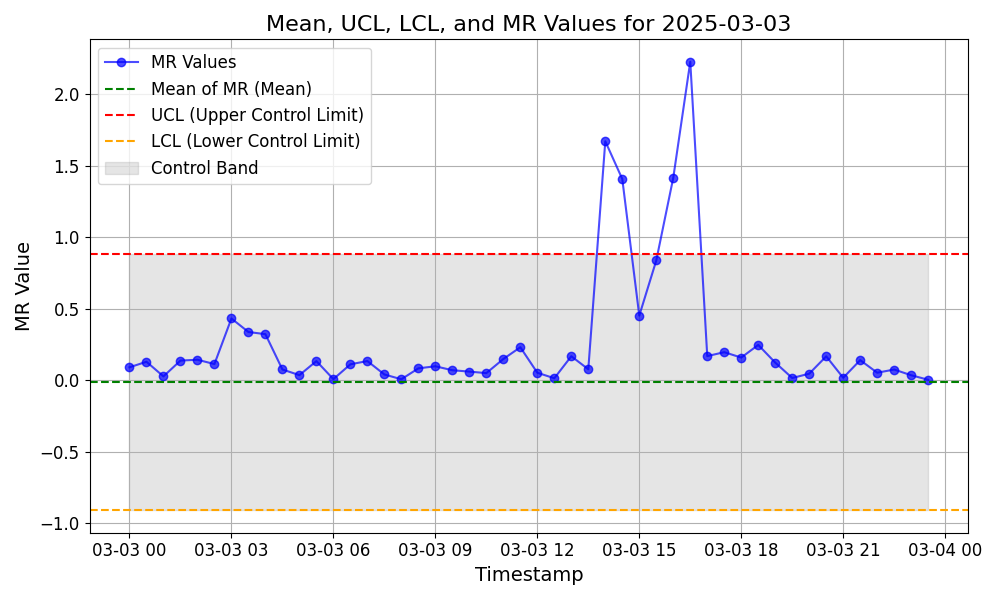 Mean, UCL, LCL, and MR Values for 2025-03-03
MR Values
Mean of MR (Mean)
UCL (Upper Control Limit)
LCL (Lower Control Limit)
Control Band
MR Value
2.0
1.5
1.0
0.5
0.0
−0.5
−1.0
03-03 00 03-03 03 03-03 06 03-03 09 03-03 12 03-03 15 03-03 18 03-03 21 03-04 00
Timestamp